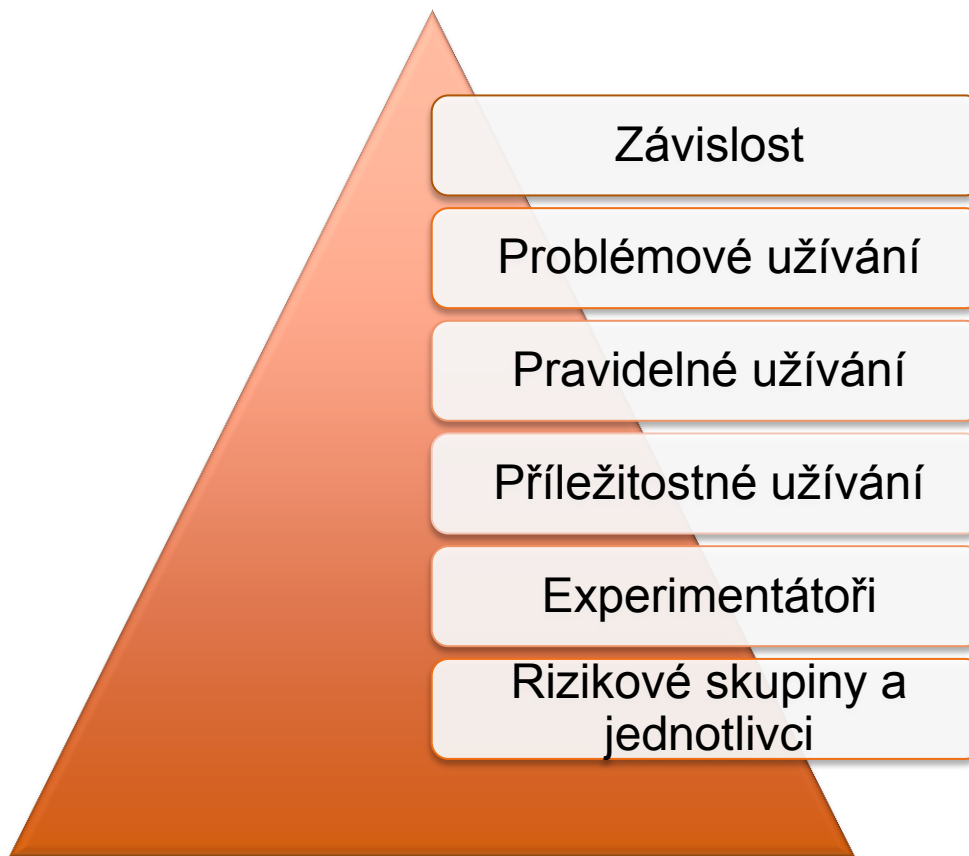 Závislost
Problémové užívání
Pravidelné užívání
Příležitostné užívání
Experimentátoři
Rizikové skupiny a
jednotlivci